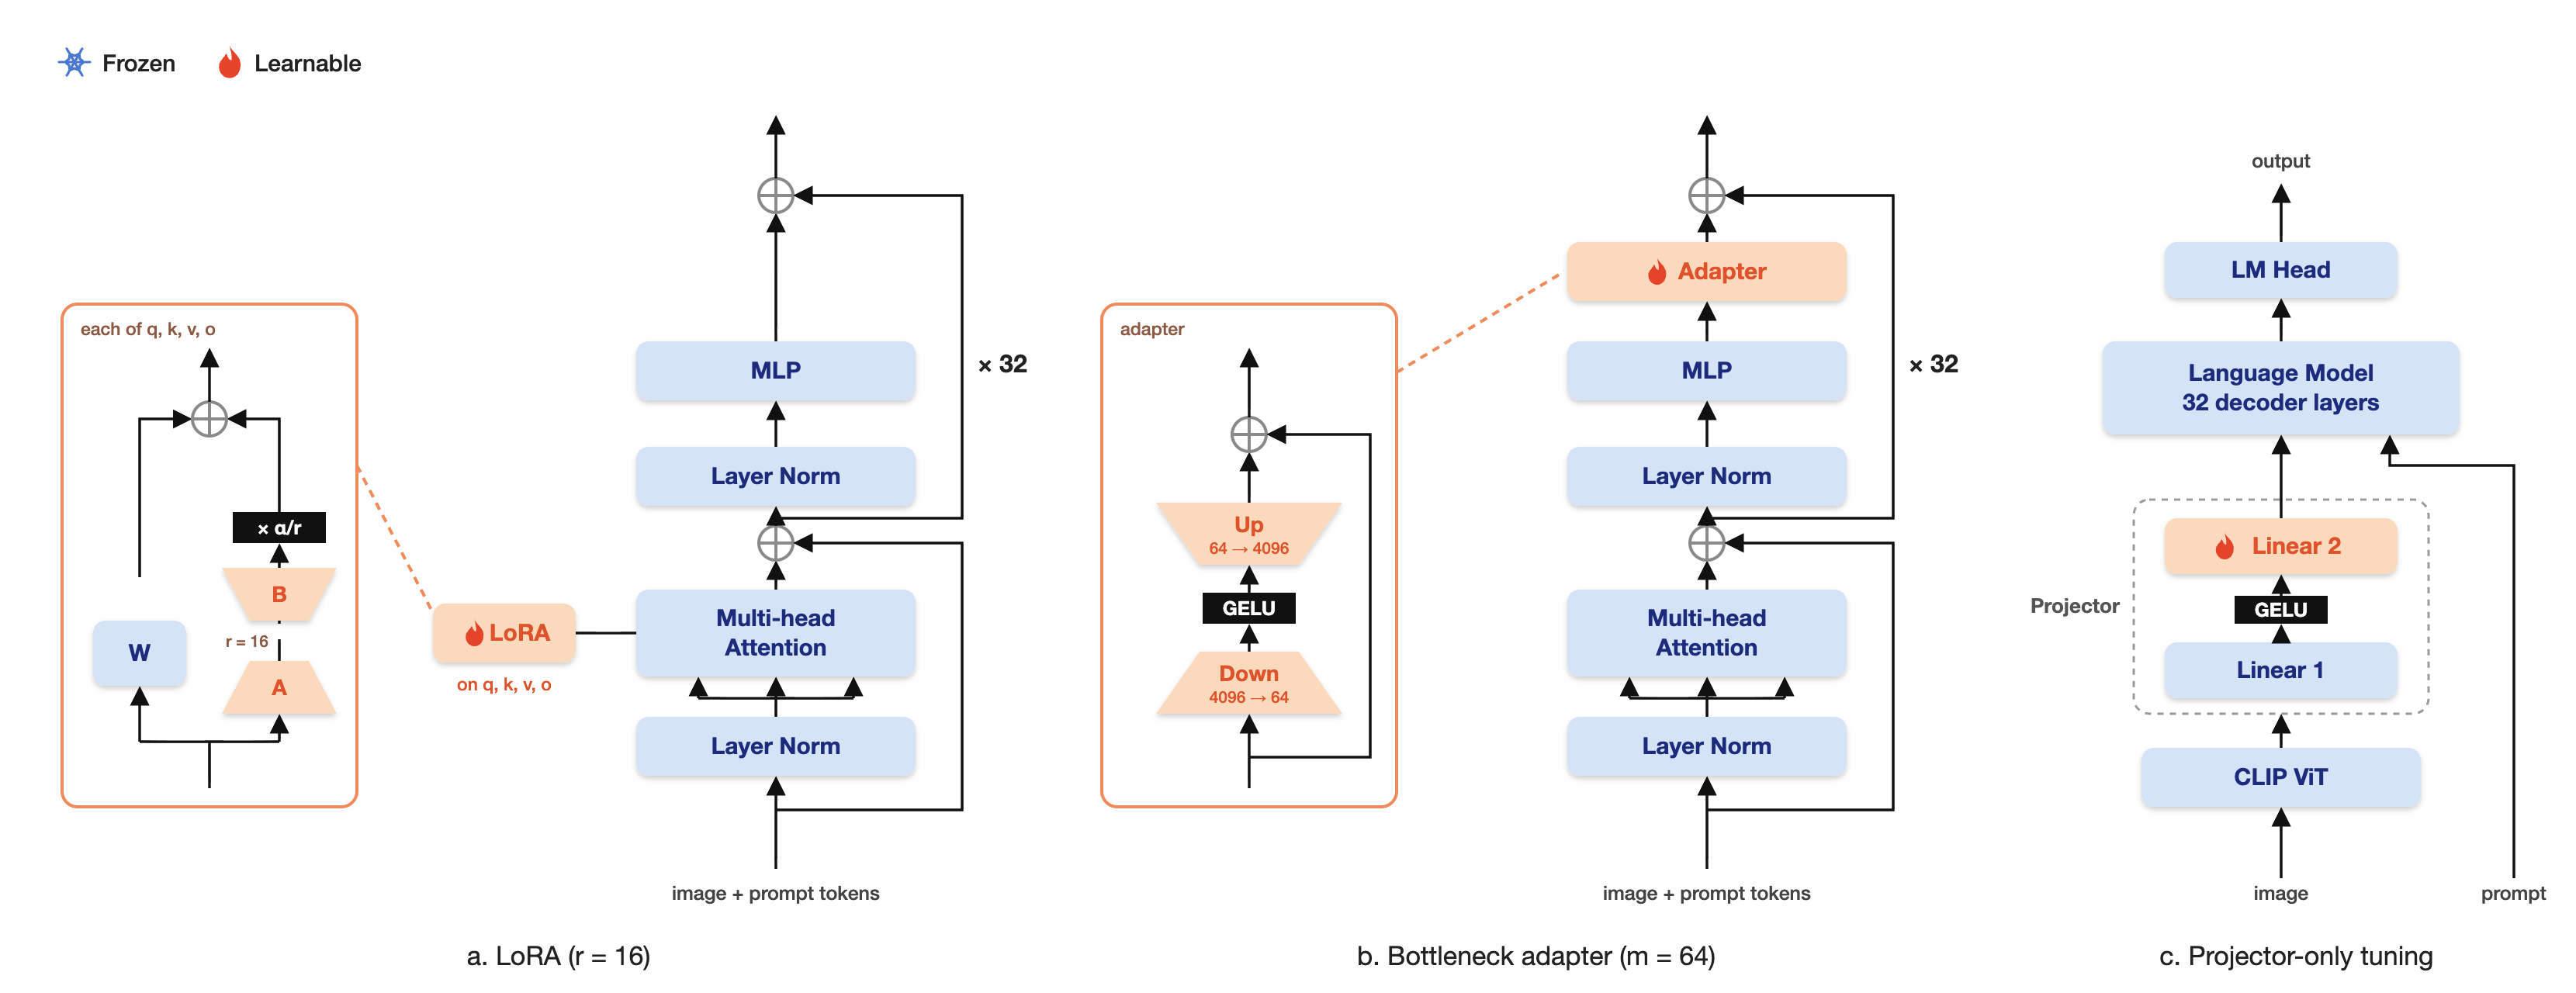 Frozen
Learnable
each of q, k, v, o
× α/r
B
r = 16
W
A
LoRA
on q, k, v, o
MLP
Layer Norm
Multi-head
Attention
Layer Norm
× 32
image + prompt tokens
a. LoRA (r = 16)
adapter
Up
64 → 4096
GELU
Down
4096 → 64
Adapter
MLP
Layer Norm
Multi-head
Attention
Layer Norm
× 32
image + prompt tokens
b. Bottleneck adapter (m = 64)
output
LM Head
Language Model
32 decoder layers
Projector
Linear 2
GELU
Linear 1
CLIP ViT
image
prompt
c. Projector-only tuning